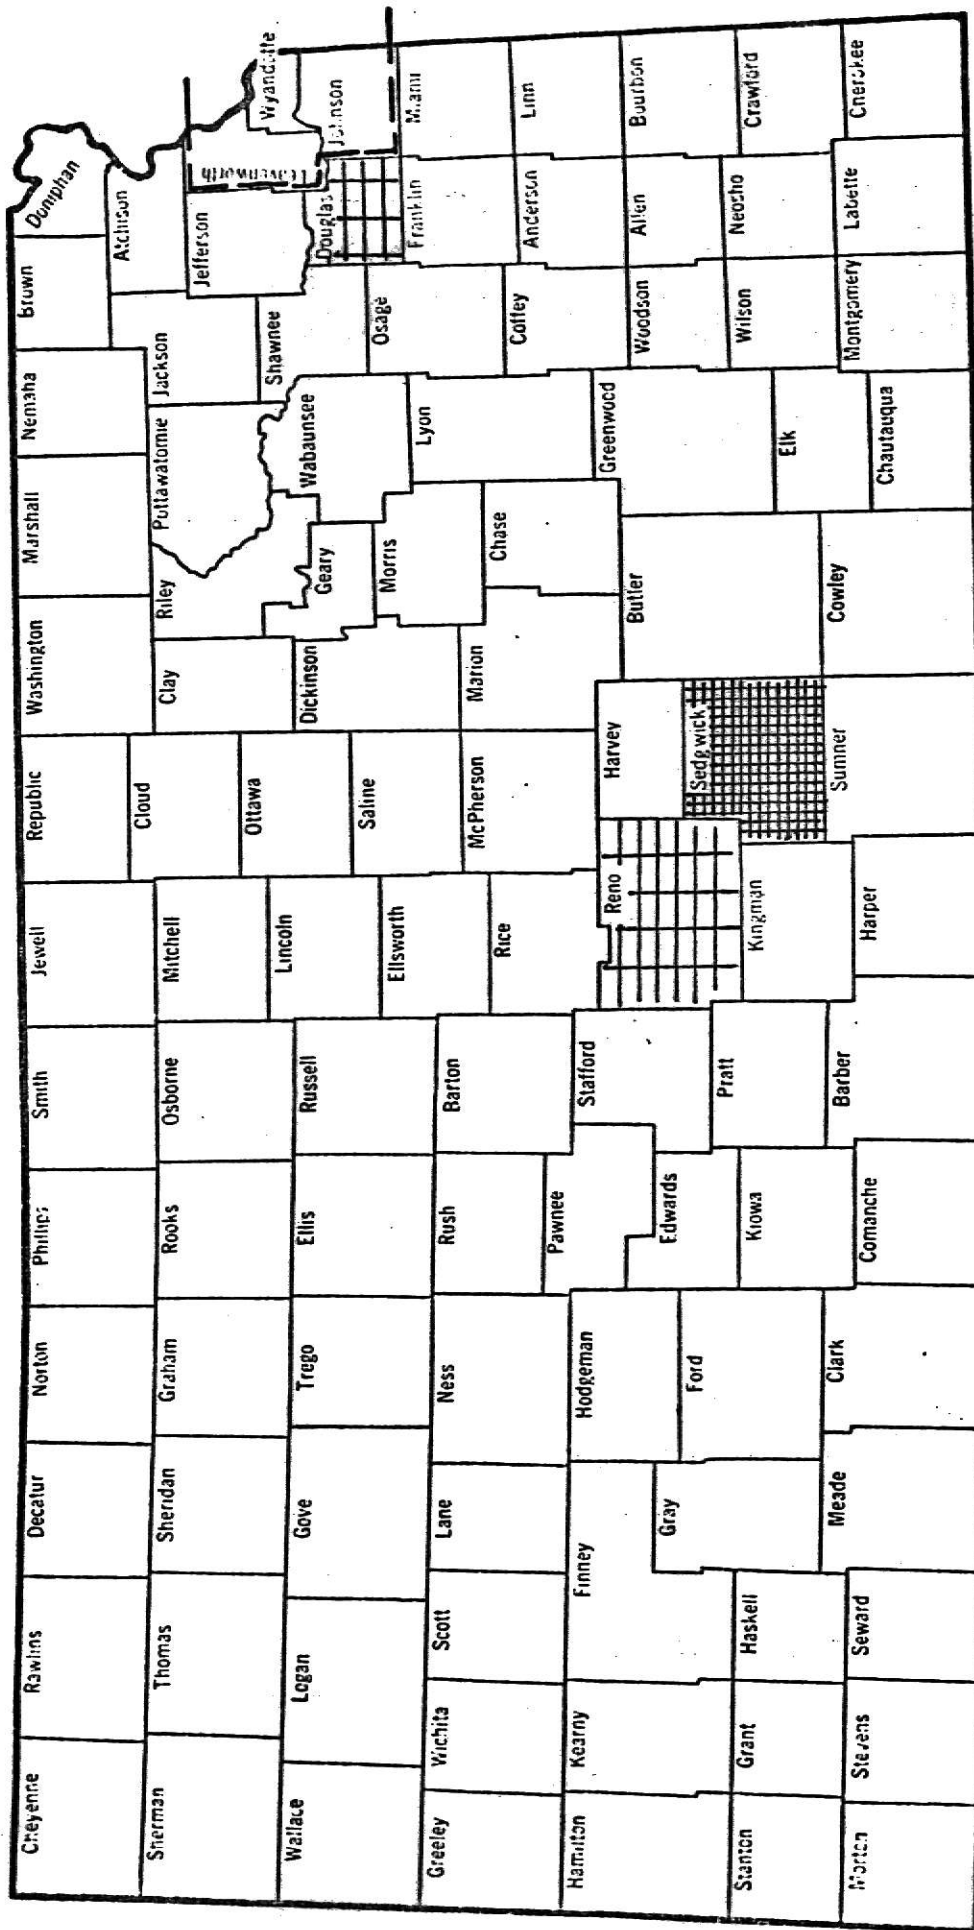 Cheyenne
Rawlins
Decatur
Norton
Phillips
Smith
Jewell
Republic
Washington
Marshall
Nemaha
Brown
Doniphan
Sherman
Thomas
Sheridan
Graham
Rooks
Osborne
Mitchell
Cloud
Clay
Riley
Pottawatomie
Jackson
Atchison
Jefferson
Leavenworth
Wyandotte
Wallace
Logan
Gove
Trego
Ellis
Russell
Lincoln
Ottawa
Dickinson
Geary
Wabaunsee
Shawnee
Douglas
Johnson
Greeley
Wichita
Scott
Lane
Ness
Rush
Barton
Ellsworth
Saline
Marion
Morris
Lyon
Osage
Franklin
Miami
Hamilton
Kearny
Finney
Hodgeman
Pawnee
Stafford
Rice
McPherson
Chase
Coffey
Anderson
Linn
Gray
Ford
Edwards
Reno
Harvey
Butler
Greenwood
Woodson
Allen
Bourbon
Stanton
Grant
Haskell
Kiowa
Pratt
Kingman
Sedgwick
Elk
Wilson
Neosho
Crawford
Morton
Stevens
Seward
Meade
Clark
Comanche
Barber
Harper
Sumner
Cowley
Chautauqua
Montgomery
Labette
Cherokee